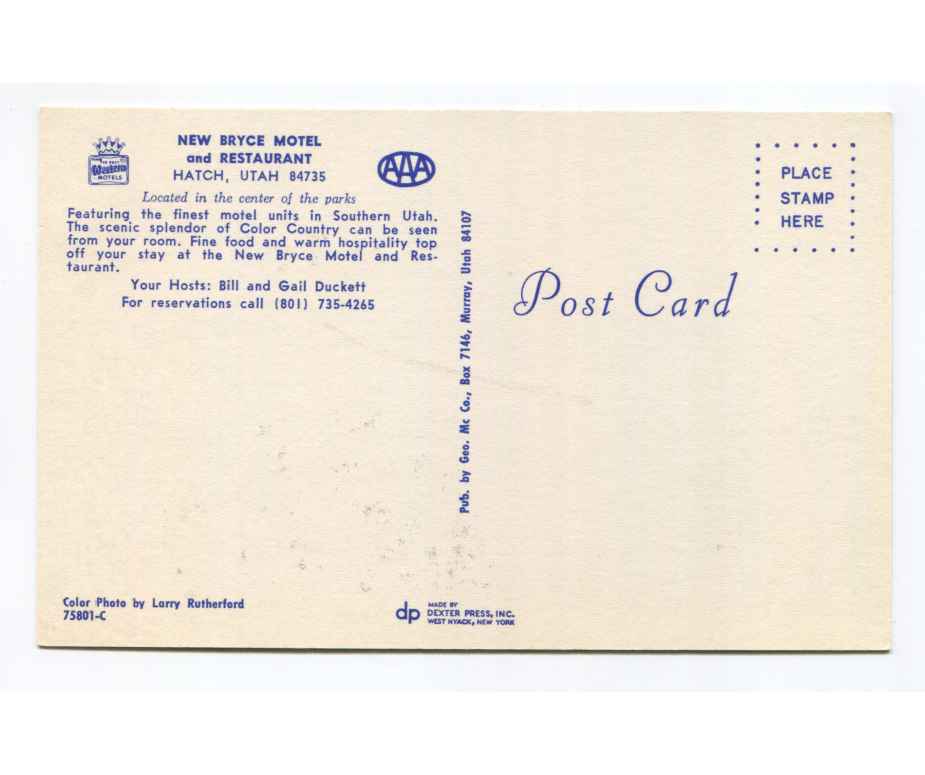 NEW BRYCE MOTEL
and RESTAURANT
HATCH, UTAH 84735
Best
Western
MOTELS
AAA
Located in the center of the parks
Featuring the finest motel units in Southern Utah.
The scenic splendor of Color Country can be seen
from your room. Fine food and warm hospitality top
off your stay at the New Bryce Motel and Res-
taurant.
Your Hosts: Bill and Gail Duckett
For reservations call (801) 735-4265
Color Photo by Larry Rutherford
75801-C
Pub. by Geo. Mc Co., Box 7146, Murray, Utah 84107
dp
MADE BY
DEXTER PRESS, INC.
WEST NYACK, NEW YORK
Post Card
PLACE
STAMP
HERE